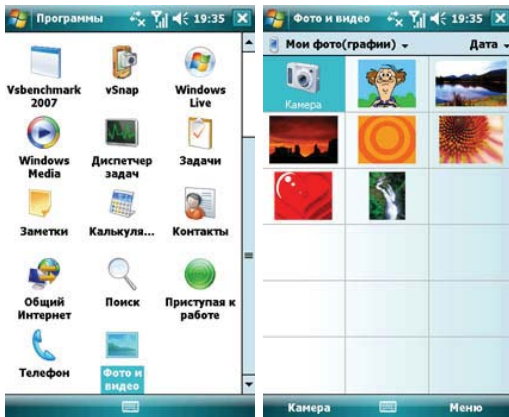 Программы 19:35
Vsbenchmark 2007
vSnap
Windows Live
Windows Media
Диспетчер задач
Задачи
Заметки
Калькуля...
Контакты
Общий Интернет
Поиск
Приступая к работе
Телефон
Фото и видео
Фото и видео 19:35
Мои фото(графии) Дата
Камера
Камера Меню